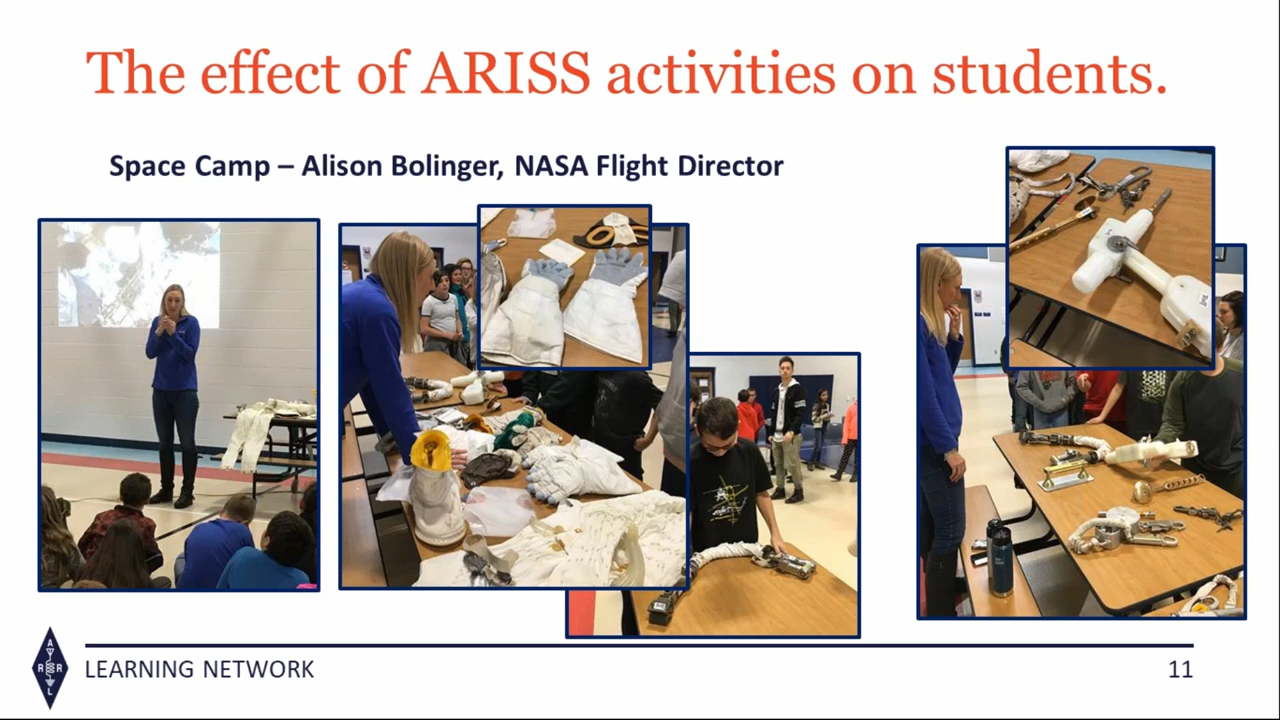 The effect of ARISS activities on students.
Space Camp – Alison Bolinger, NASA Flight Director
A
R R
L
LEARNING NETWORK
11